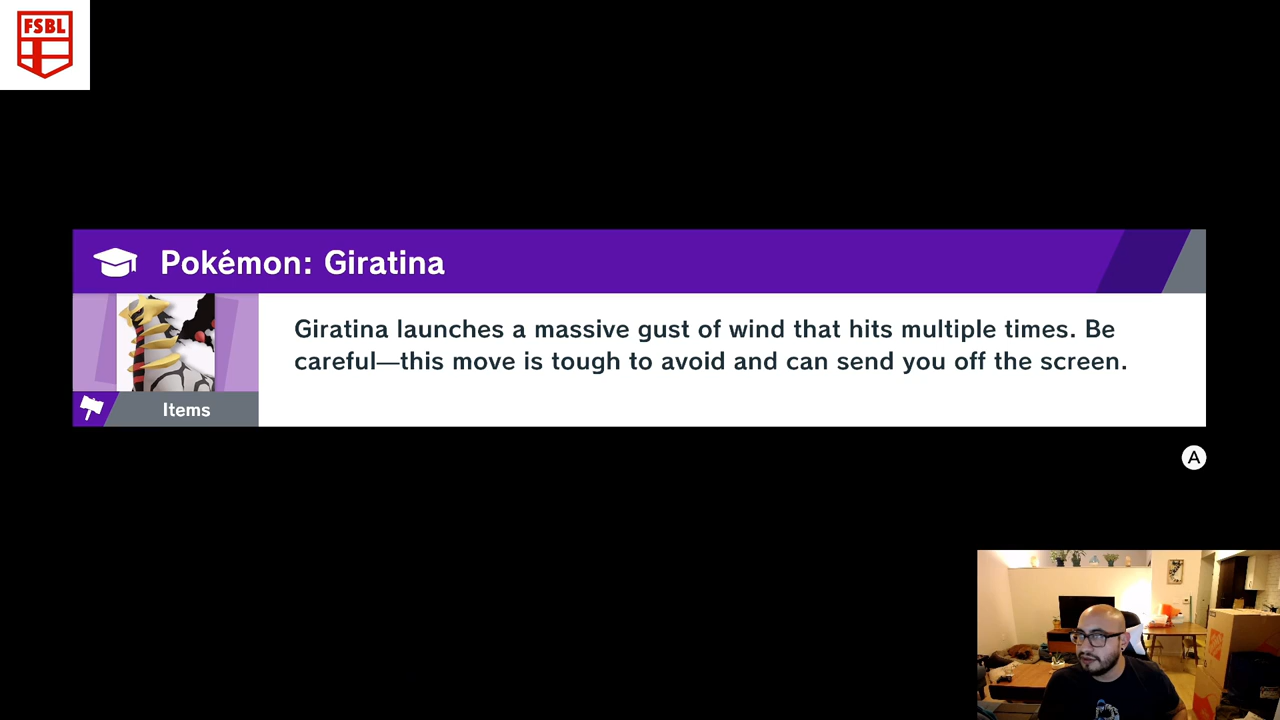 FSBL
Pokémon: Giratina
Giratina launches a massive gust of wind that hits multiple times. Be
careful—this move is tough to avoid and can send you off the screen.
Items
A